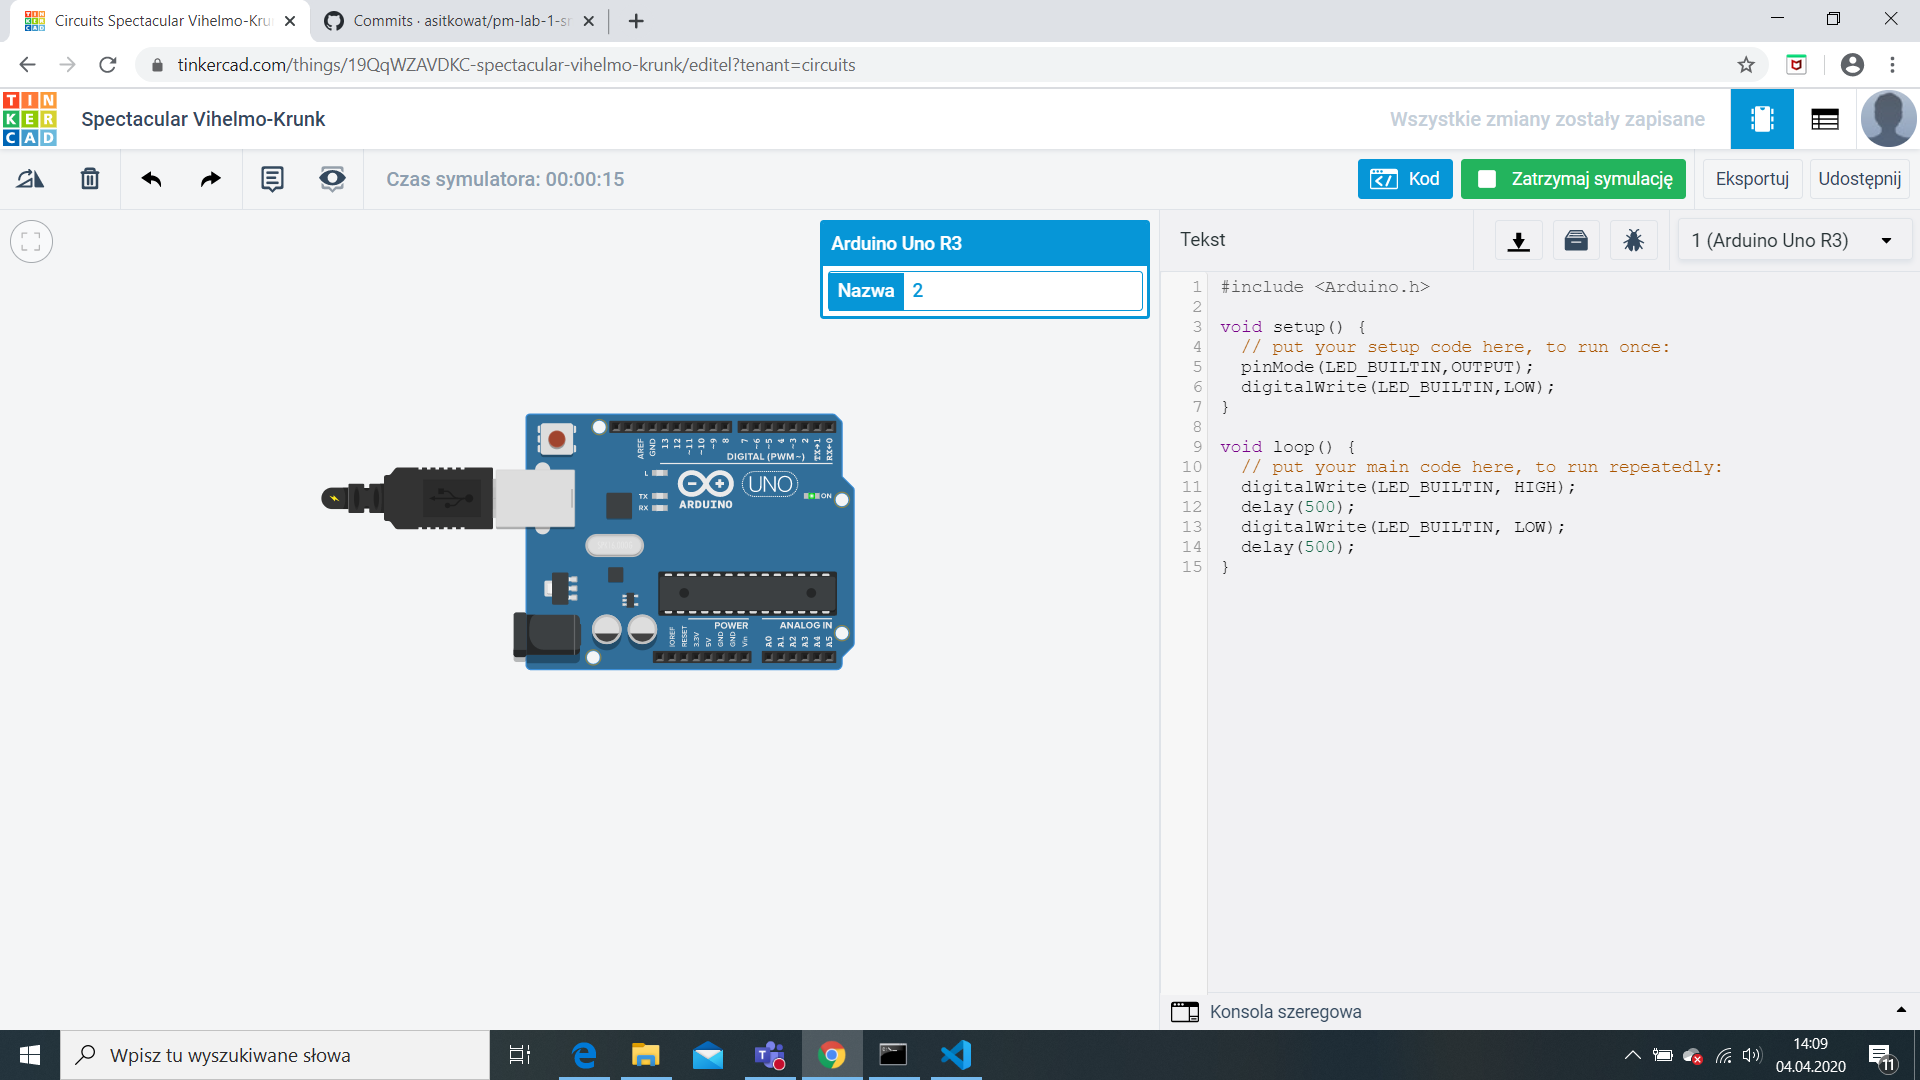 Circuits Spectacular Vihelmo-Kru
Commits · asitkowat/pm-lab-1-s
tinkercad.com/things/19QqWZAVDKC-spectacular-vihelmo-krunk/editel?tenant=circuits
TIN
KER
CAD
Spectacular Vihelmo-Krunk
Wszystkie zmiany zostały zapisane
Czas symulatora: 00:00:15
Kod
Zatrzymaj symulację
Eksportuj
Udostępnij
Arduino Uno R3
Nazwa 2
Tekst
1 (Arduino Uno R3)
1 #include <Arduino.h>
2
3 void setup() {
4 // put your setup code here, to run once:
5 pinMode(LED_BUILTIN,OUTPUT);
6 digitalWrite(LED_BUILTIN,LOW);
7 }
8
9 void loop() {
10 // put your main code here, to run repeatedly:
11 digitalWrite(LED_BUILTIN, HIGH);
12 delay(500);
13 digitalWrite(LED_BUILTIN, LOW);
14 delay(500);
15 }
AREF GND 13 12 ~11 ~10 ~9 8 7 ~6 ~5 4 ~3 2 TX→1 RX←0
DIGITAL (PWM~)
L
TX
RX
UNO
ARDUINO
ON
POWER
ANALOG IN
IOREF RESET 3.3V 5V GND GND Vin A0 A1 A2 A3 A4 A5
Konsola szeregowa
Wpisz tu wyszukiwane słowa
14:09
04.04.2020
11